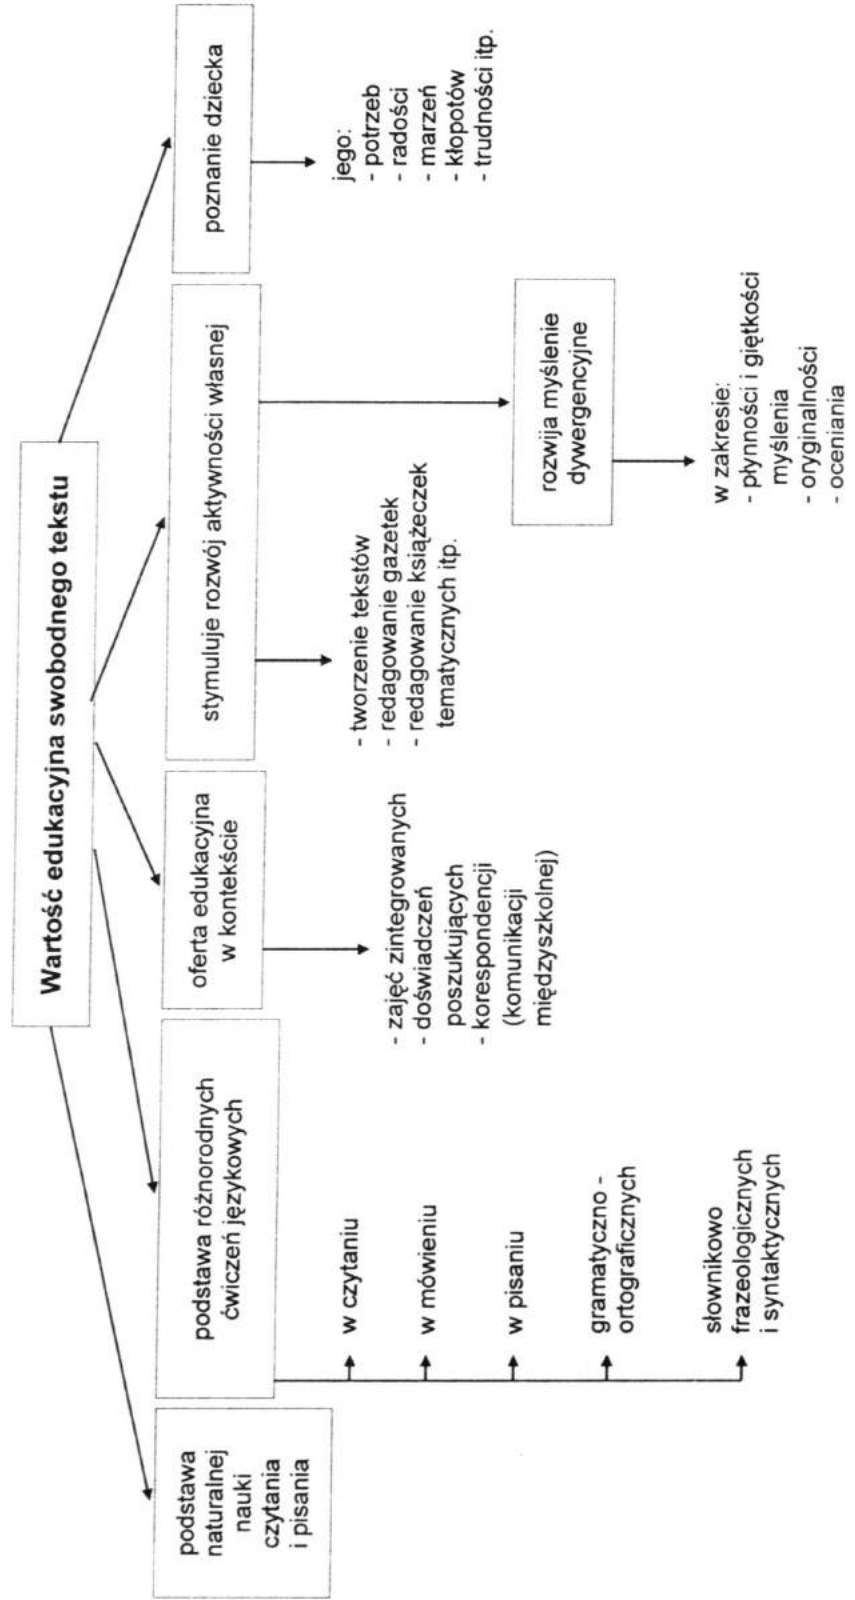 Wartość edukacyjna swobodnego tekstu
podstawa
naturalnej
nauki
czytania
i pisania
podstawa różnorodnych
ćwiczeń językowych
w czytaniu
w mówieniu
w pisaniu
gramatyczno -
ortograficznych
słownikowo
frazeologicznych
i syntaktycznych
oferta edukacyjna
w kontekście
- zajęć zintegrowanych
- doświadczeń
poszukujących
- korespondencji
(komunikacji
międzyszkolnej)
stymuluje rozwój aktywności własnej
- tworzenie tekstów
- redagowanie gazetek
- redagowanie książeczek
tematycznych itp.
rozwija myślenie
dywergencyjne
w zakresie:
- płynności i giętkości
myślenia
- oryginalności
- oceniania
poznanie dziecka
jego:
- potrzeb
- radości
- marzeń
- kłopotów
- trudności itp.